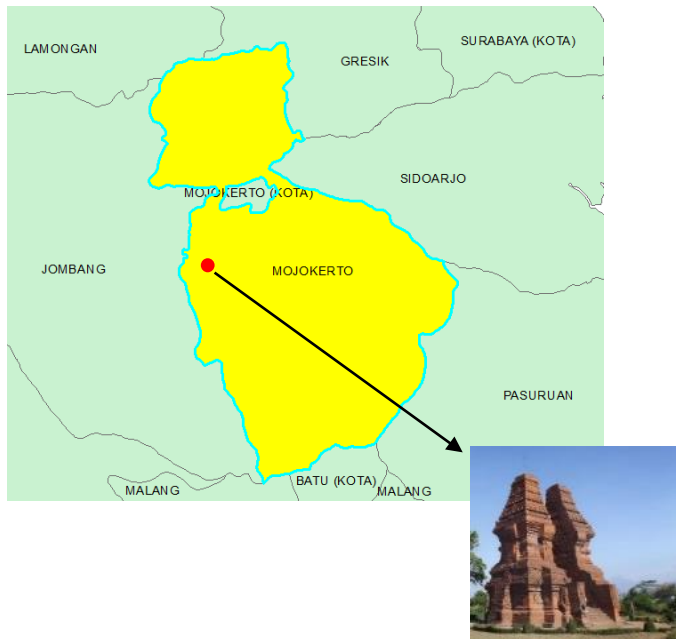 LAMONGAN
SURABAYA (KOTA)
GRESIK
SIDOARJO
MOJOKERTO (KOTA)
JOMBANG
MOJOKERTO
PASURUAN
BATU (KOTA)
MALANG
MALANG